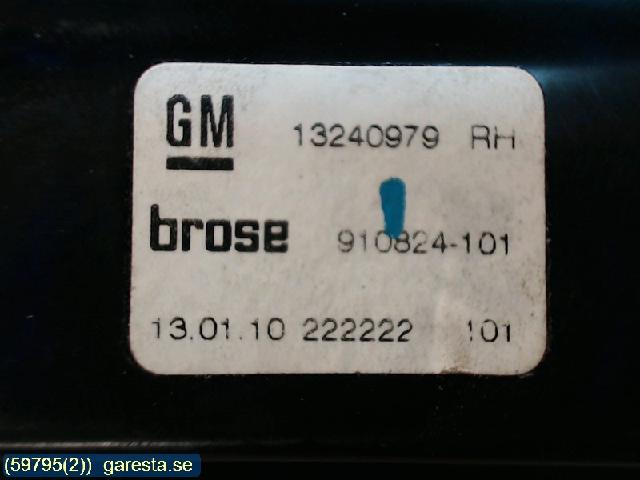 GM 13240979 RH
brose 910824-101
13.01.10 222222 101
(59795(2)) garesta.se